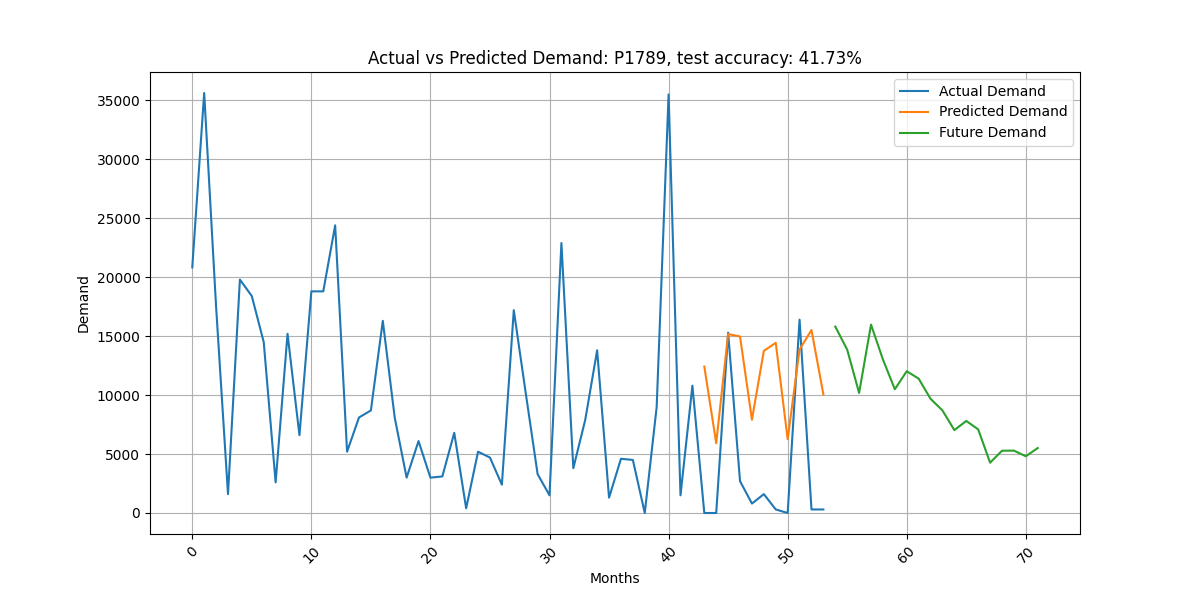 Actual vs Predicted Demand: P1789, test accuracy: 41.73%
Actual Demand
Predicted Demand
Future Demand
35000
30000
25000
20000
15000
10000
5000
0
Demand
0 10 20 30 40 50 60 70
Months